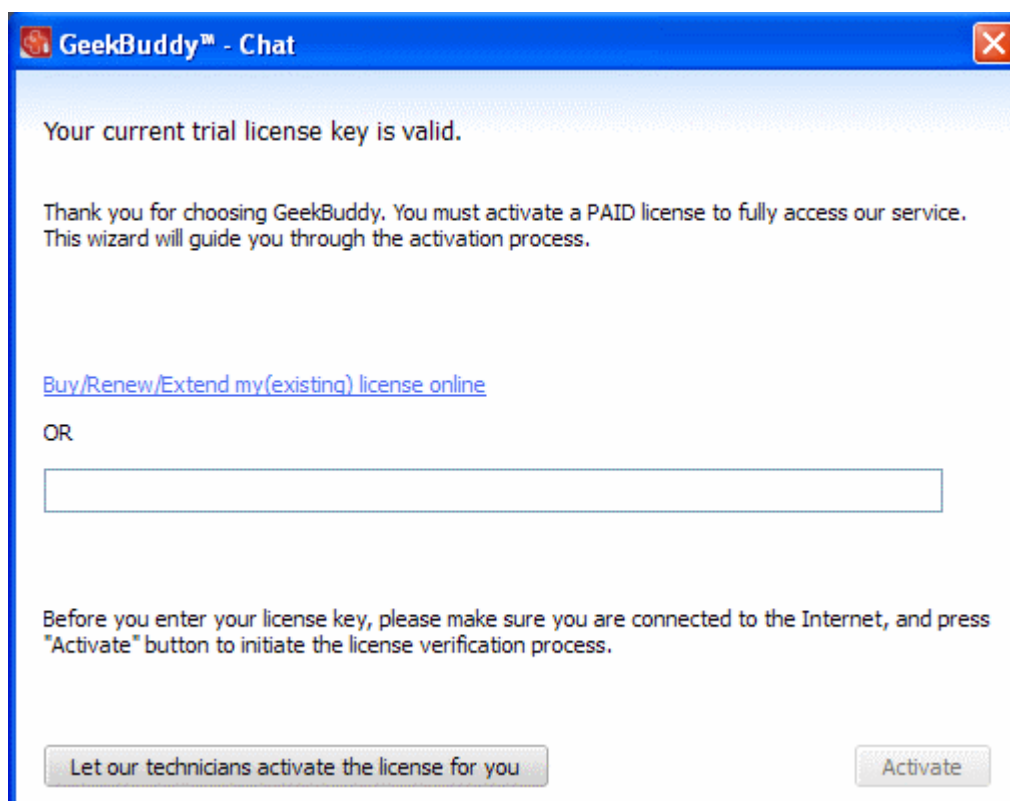 GeekBuddy™ - Chat
Your current trial license key is valid.
Thank you for choosing GeekBuddy. You must activate a PAID license to fully access our service.
This wizard will guide you through the activation process.
Buy/Renew/Extend my(existing) license online
OR
Before you enter your license key, please make sure you are connected to the Internet, and press
"Activate" button to initiate the license verification process.
Let our technicians activate the license for you
Activate